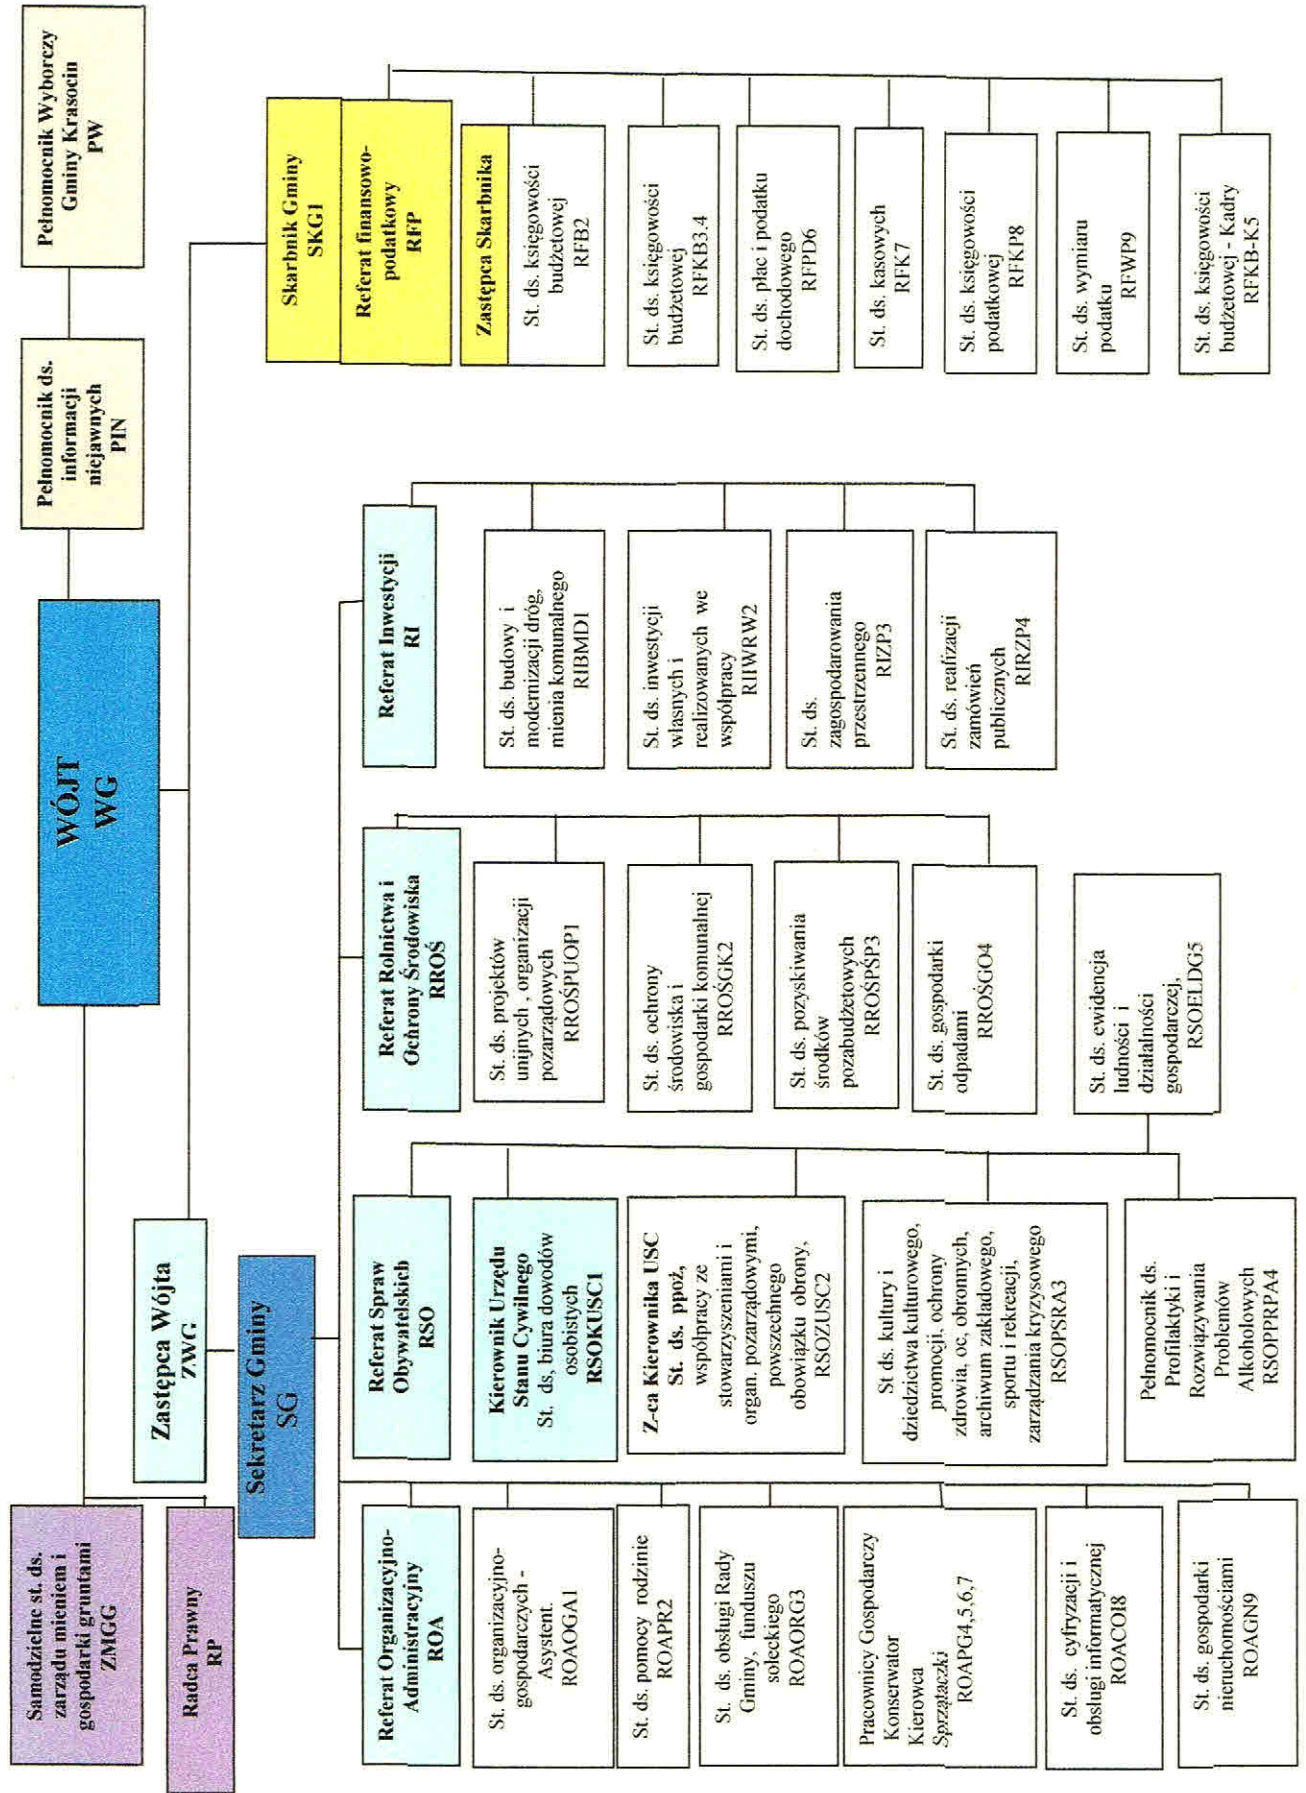 Samodzielne st. ds.
zarządu mieniem i
gospodarki gruntami
ZMGG
Radca Prawny
RP
WÓJT
WG
Pełnomocnik ds.
informacji
niejawnych
PIN
Pełnomocnik Wyborczy
Gminy Krasocin
PW
Zastępca Wójta
ZWG
Sekretarz Gminy
SG
Skarbnik Gminy
SKG1
Referat finansowo-
podatkowy
RFP
Zastępca Skarbnika
St. ds. księgowości
budżetowej
RFB2
St. ds. księgowości
budżetowej
RFKB3.4
St. ds. płac i podatku
dochodowego
RFPD6
St. ds. kasowych
RFK7
St. ds. księgowości
podatkowej
RFKP8
St. ds. wymiaru
podatku
RFWP9
St. ds. księgowości
budżetowej - Kadry
RFKB-K5
Referat Organizacyjno-
Administracyjny
ROA
St. ds. organizacyjno-
gospodarczych -
Asystent.
ROAOGA1
St. ds. pomocy rodzinie
ROAPR2
St. ds. obsługi Rady
Gminy, funduszu
sołeckiego
ROAORG3
Pracownicy Gospodarczy
Konserwator
Kierowca
Sprzątaczki
ROAPG4,5,6,7
St. ds. cyfryzacji i
obsługi informatycznej
ROACOI8
St. ds. gospodarki
nieruchomościami
ROAGN9
Referat Spraw
Obywatelskich
RSO
Kierownik Urzędu
Stanu Cywilnego
St. ds, biura dowodów
osobistych
RSOKUSC1
Z-ca Kierownika USC
St. ds. ppoż,
współpracy ze
stowarzyszeniami i
organ. pozarządowymi,
powszechnego
obowiązku obrony,
RSOZUSC2
St ds. kultury i
dziedzictwa kulturowego,
promocji, ochrony
zdrowia, oc, obronnych,
archiwum zakładowego,
sportu i rekreacji,
zarządzania kryzysowego
RSOPSRA3
Pełnomocnik ds.
Profilaktyki i
Rozwiązywania
Problemów
Alkoholowych
RSOPPRPA4
St. ds. ewidencja
ludności i
działalności
gospodarczej,
RSOELDG5
Referat Rolnictwa i
Ochrony Środowiska
RROŚ
St. ds. projektów
unijnych , organizacji
pozarządowych
RROŚPUOP1
St. ds. ochrony
środowiska i
gospodarki komunalnej
RROŚGK2
St. ds. pozyskiwania
środków
pozabudżetowych
RROŚPŚP3
St. ds. gospodarki
odpadami
RROŚGO4
Referat Inwestycji
RI
St. ds. budowy i
modernizacji dróg,
mienia komunalnego
RIBMD1
St. ds. inwestycji
własnych i
realizowanych we
współpracy
RIIWRW2
St. ds.
zagospodarowania
przestrzennego
RIZP3
St. ds. realizacji
zamówień
publicznych
RIRZP4